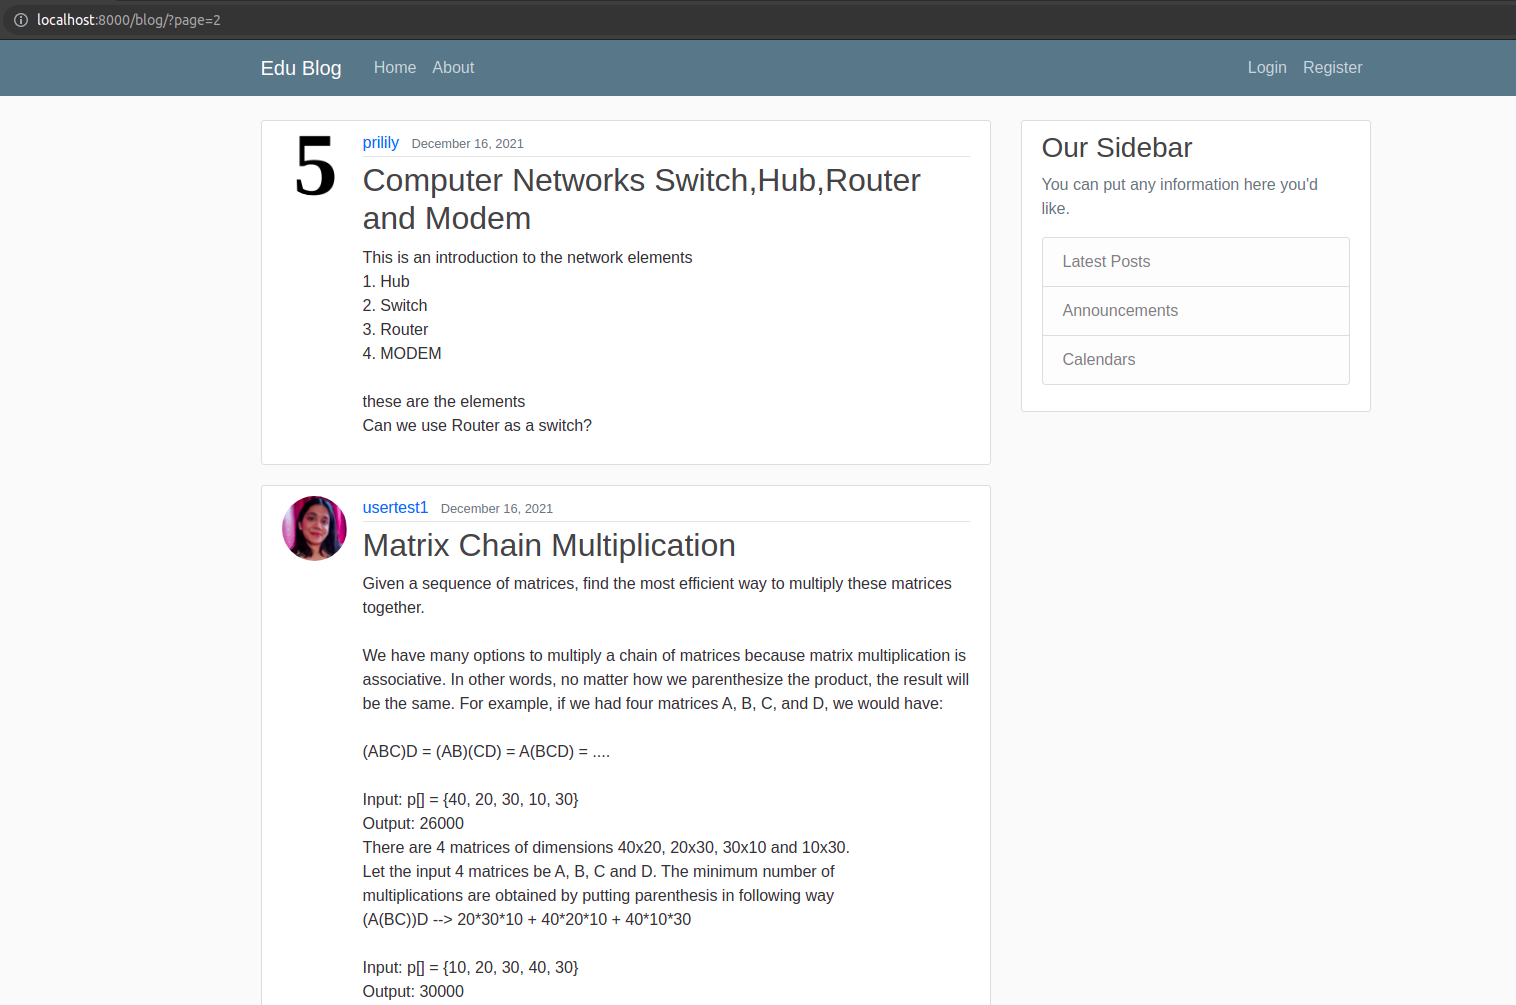 localhost:8000/blog/?page=2
Edu Blog Home About Login Register
5
prilily December 16, 2021
Computer Networks Switch,Hub,Router
and Modem
This is an introduction to the network elements
1. Hub
2. Switch
3. Router
4. MODEM
these are the elements
Can we use Router as a switch?
usertest1 December 16, 2021
Matrix Chain Multiplication
Given a sequence of matrices, find the most efficient way to multiply these matrices
together.
We have many options to multiply a chain of matrices because matrix multiplication is
associative. In other words, no matter how we parenthesize the product, the result will
be the same. For example, if we had four matrices A, B, C, and D, we would have:
(ABC)D = (AB)(CD) = A(BCD) = ....
Input: p[] = {40, 20, 30, 10, 30}
Output: 26000
There are 4 matrices of dimensions 40x20, 20x30, 30x10 and 10x30.
Let the input 4 matrices be A, B, C and D. The minimum number of
multiplications are obtained by putting parenthesis in following way
(A(BC))D --> 20*30*10 + 40*20*10 + 40*10*30
Input: p[] = {10, 20, 30, 40, 30}
Output: 30000
Our Sidebar
You can put any information here you'd
like.
Latest Posts
Announcements
Calendars